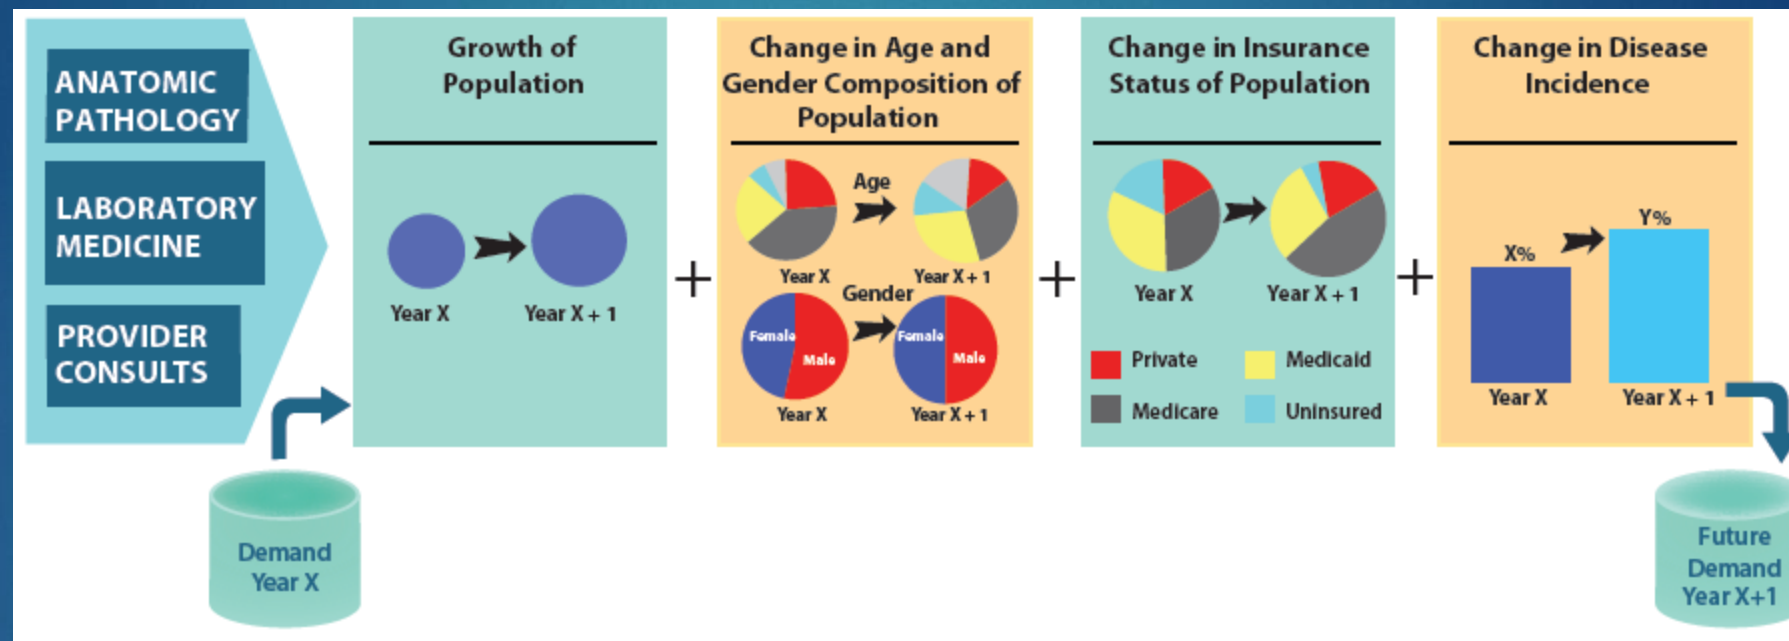 ANATOMIC
PATHOLOGY
LABORATORY
MEDICINE
PROVIDER
CONSULTS
Demand
Year X
Growth of
Population
Year X
Year X + 1
+
Change in Age and
Gender Composition of
Population
Age
Year X
Year X + 1
Gender
Female
Male
Female
Male
Year X
Year X + 1
+
Change in Insurance
Status of Population
Year X
Year X + 1
Private
Medicaid
Medicare
Uninsured
+
Change in Disease
Incidence
X%
Y%
Year X
Year X + 1
Future
Demand
Year X+1